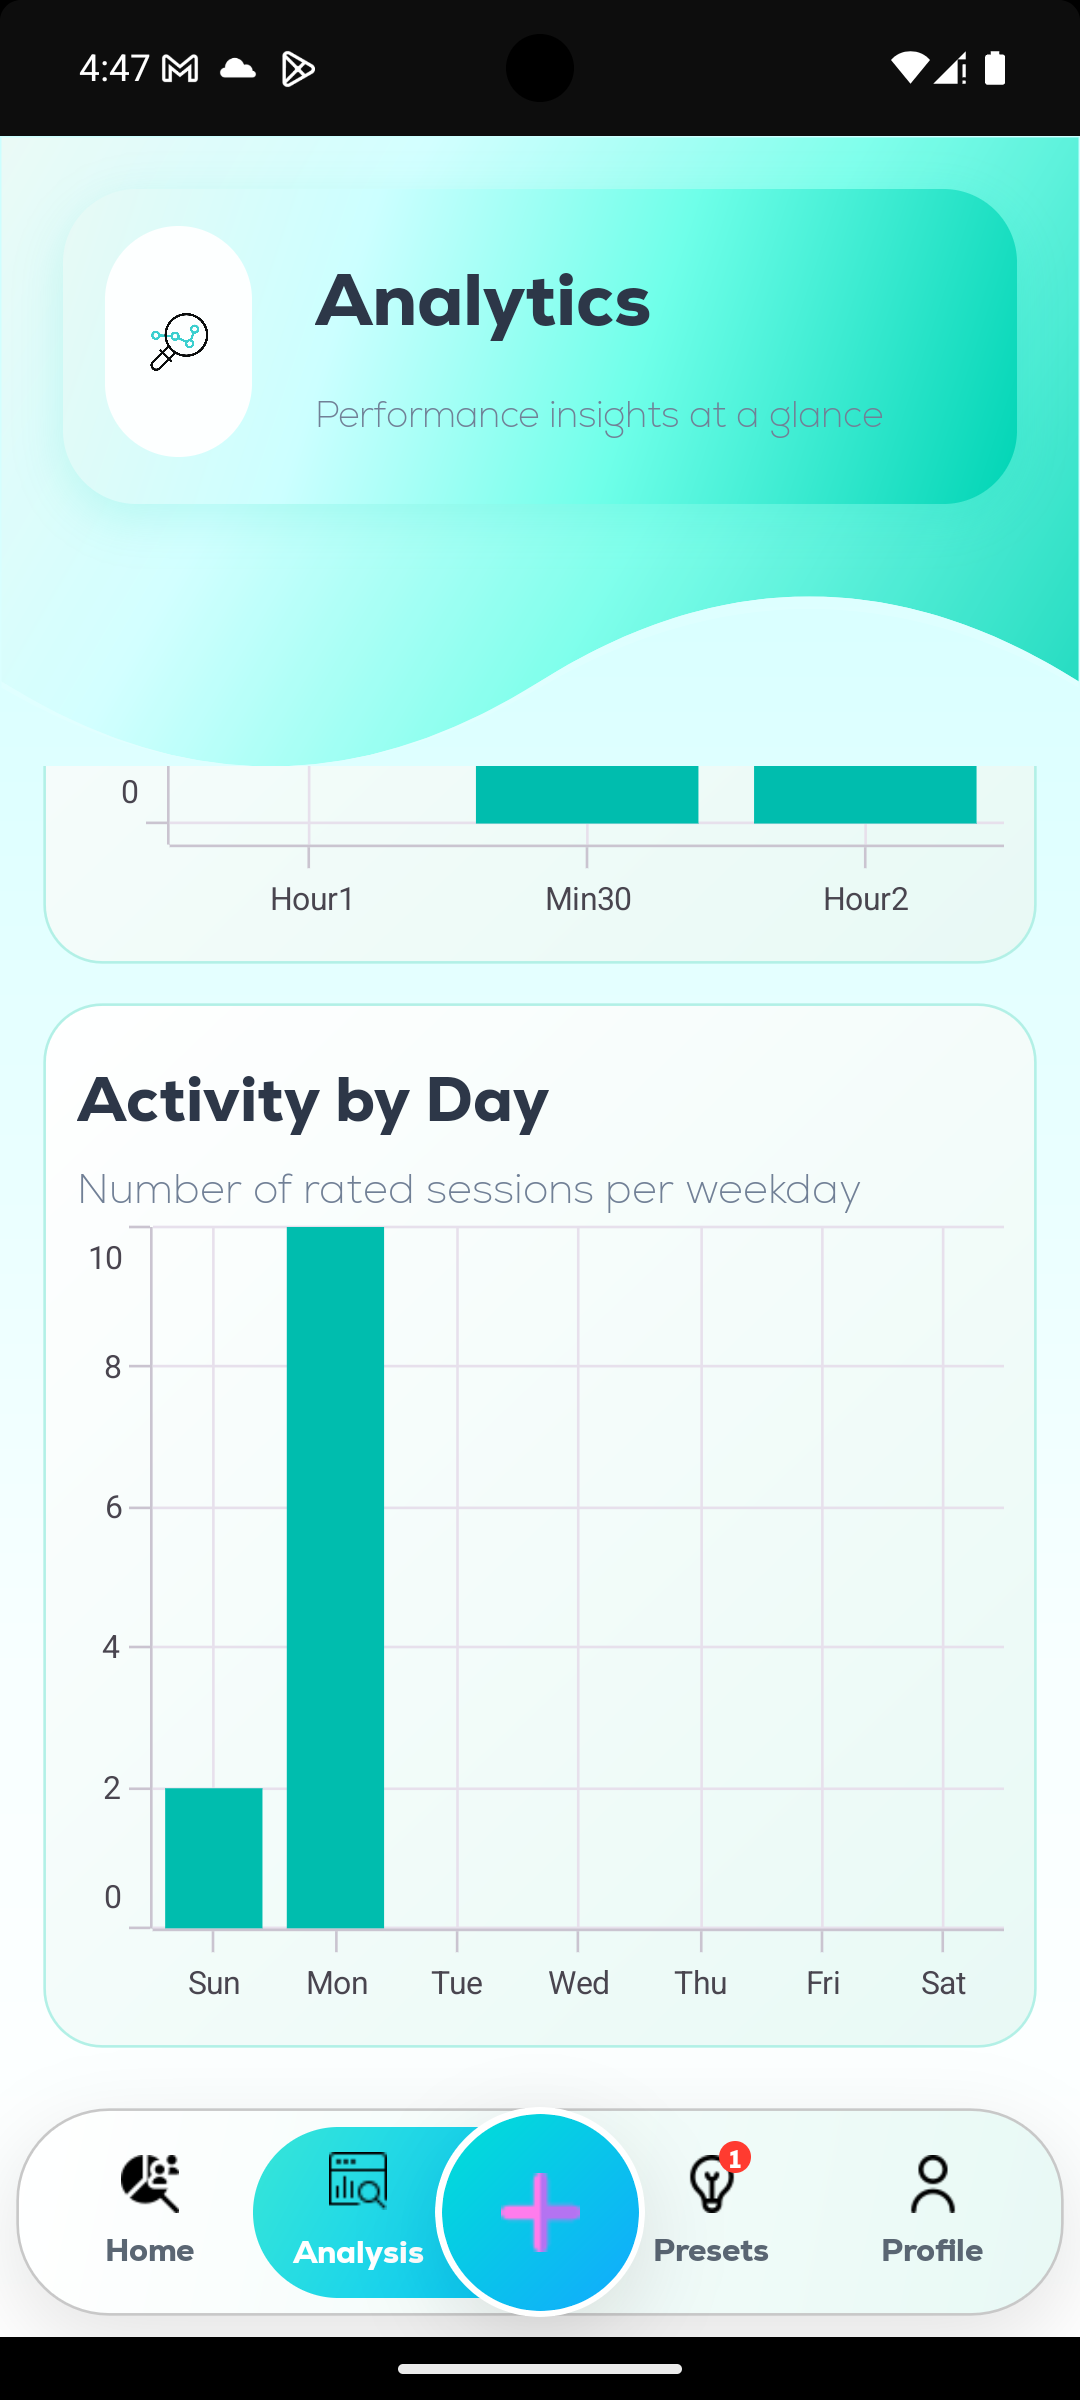 4:47
Analytics
Performance insights at a glance
0
Hour1 Min30 Hour2
Activity by Day
Number of rated sessions per weekday
10
8
6
4
2
0
Sun Mon Tue Wed Thu Fri Sat
1
Home Analysis Presets Profile